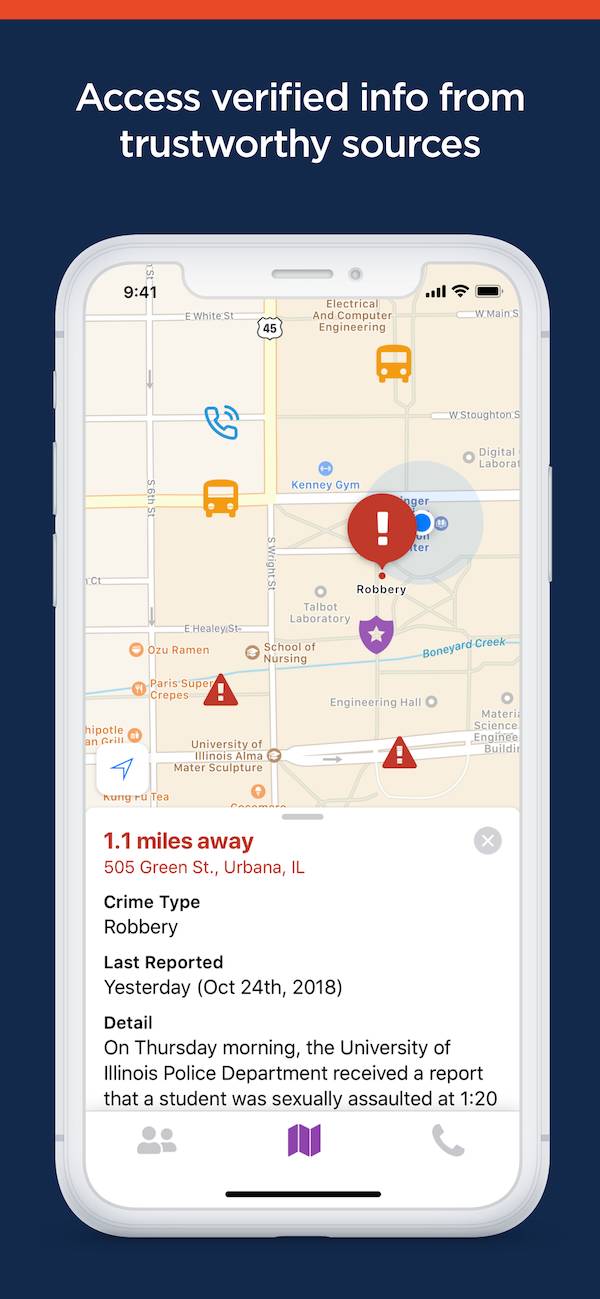 Access verified info from
trustworthy sources
9:41
St
E White St
45
Electrical
And Computer
Engineering
W Main S
W Stoughton S
Digital
Laborat
Kenney Gym
S 6th St
nger
on
ter
Robbery
S Wright St
n Ct
Talbot
Laboratory
E Healey St
Ozu Ramen
School of
Nursing
Boneyard Creek
Paris Super
Crepes
Engineering Hall
Materia
Science
Enginee
Buildin
hipotle
an Grill
University of
Illinois Alma
Mater Sculpture
Kung Fu Tea
1.1 miles away
505 Green St., Urbana, IL
Crime Type
Robbery
Last Reported
Yesterday (Oct 24th, 2018)
Detail
On Thursday morning, the University of
Illinois Police Department received a report
that a student was sexually assaulted at 1:20